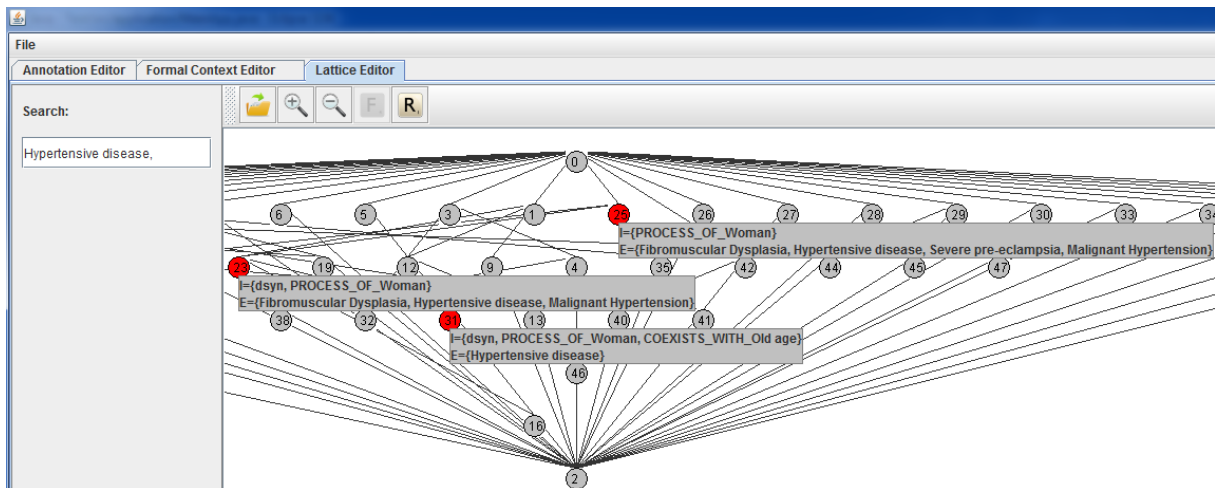 File
Annotation Editor Formal Context Editor Lattice Editor
Search:
F R
Hypertensive disease,
0
6 5 3 1 25 26 27 28 29 30 33 34
I={PROCESS_OF_Woman}
E={Fibromuscular Dysplasia, Hypertensive disease, Severe pre-eclampsia, Malignant Hypertension}
23 19 12 9 4 35 42 44 45 47
I={dsyn, PROCESS_OF_Woman}
E={Fibromuscular Dysplasia, Hypertensive disease, Malignant Hypertension}
38 32 31 13 40 41
I={dsyn, PROCESS_OF_Woman, COEXISTS_WITH_Old age}
E={Hypertensive disease}
46
16
2